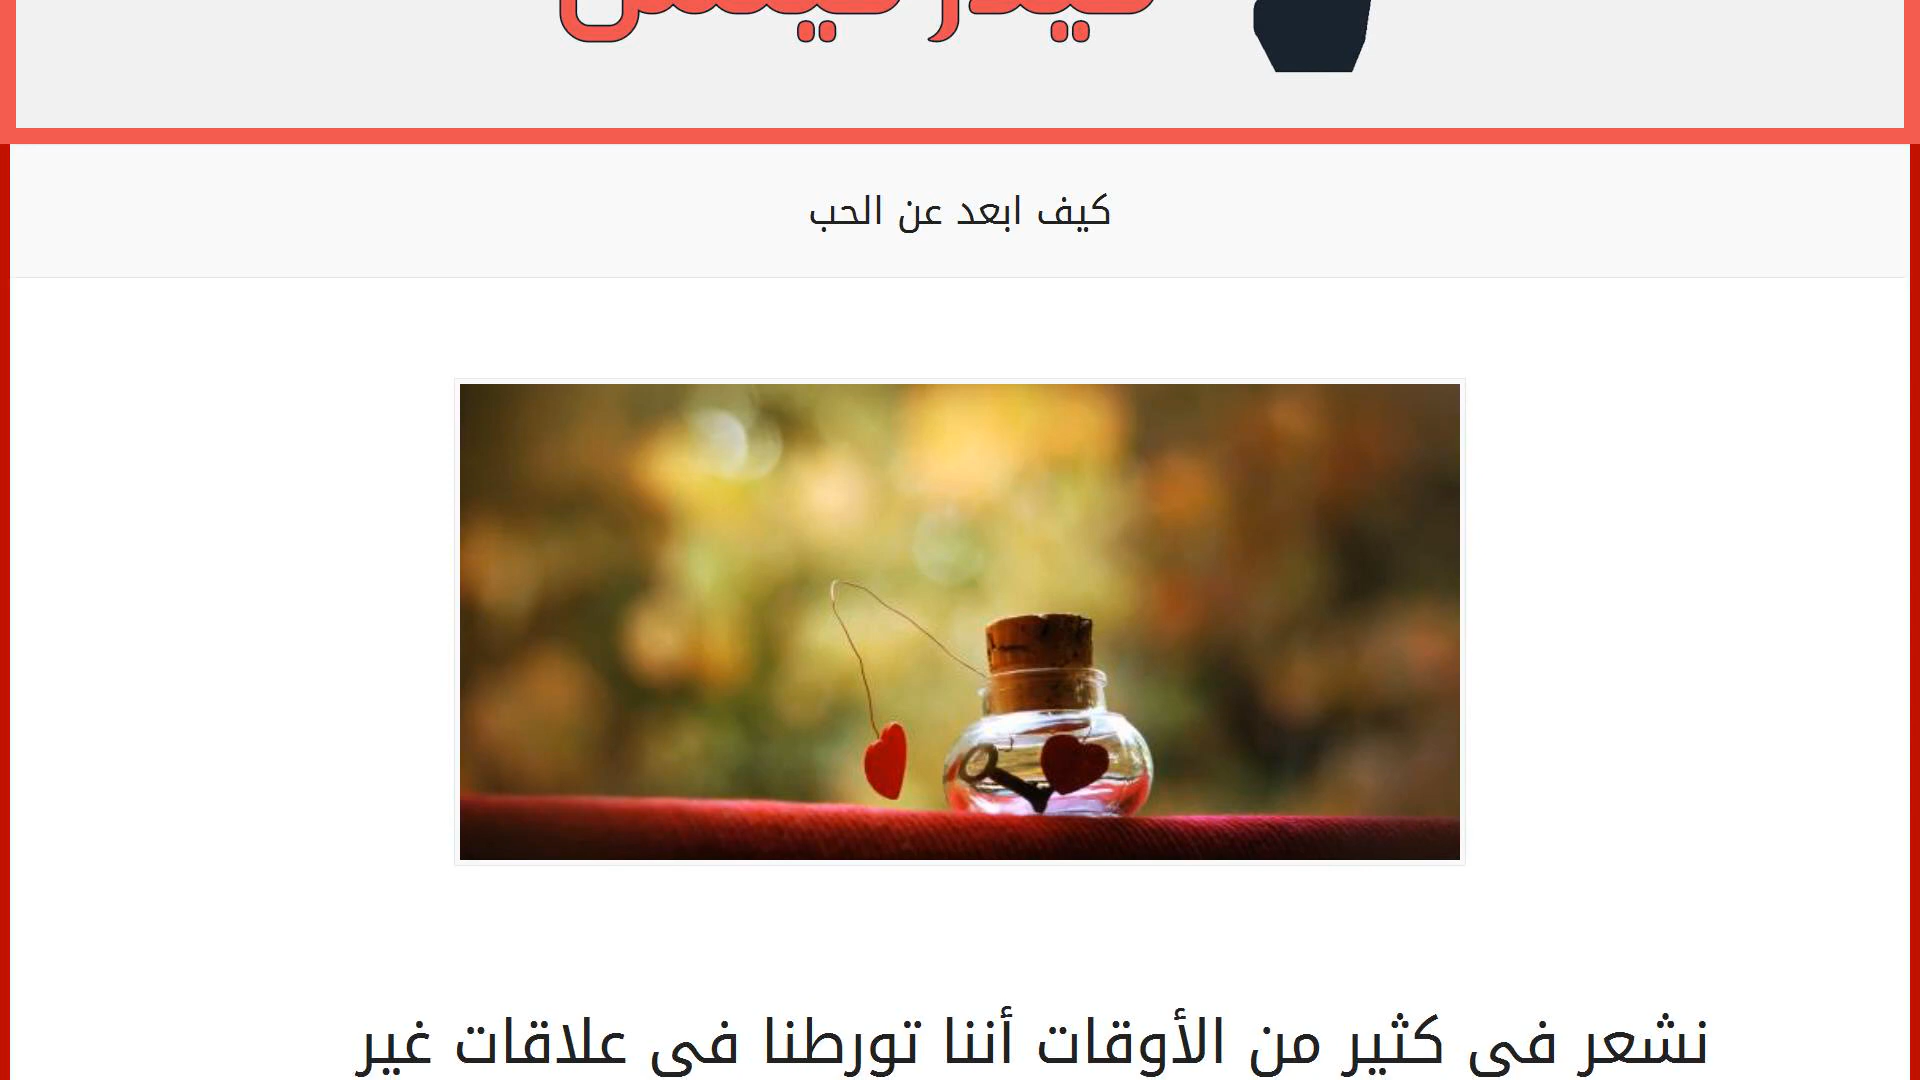 كيف ابعد عن الحب
نشعر فى كثير من الأوقات أننا تورطنا فى علاقات غير